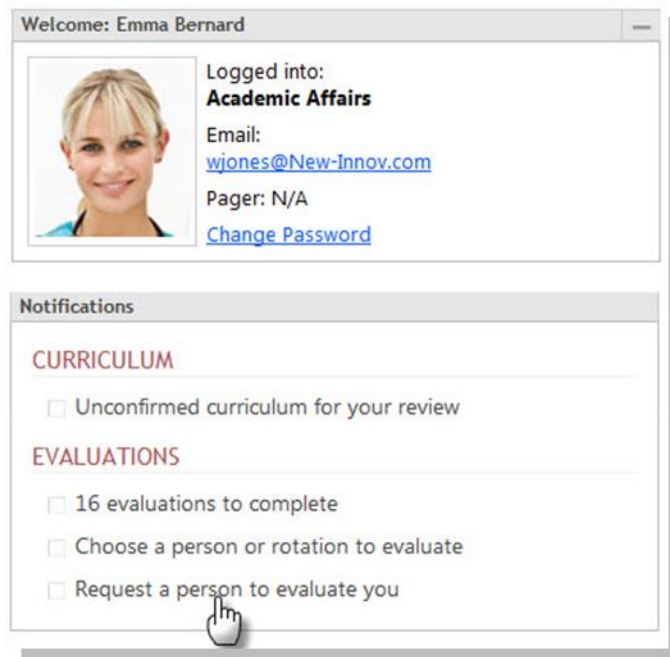 Welcome: Emma Bernard
Logged into:
Academic Affairs
Email:
wjones@New-Innov.com
Pager: N/A
Change Password
Notifications
CURRICULUM
Unconfirmed curriculum for your review
EVALUATIONS
16 evaluations to complete
Choose a person or rotation to evaluate
Request a person to evaluate you